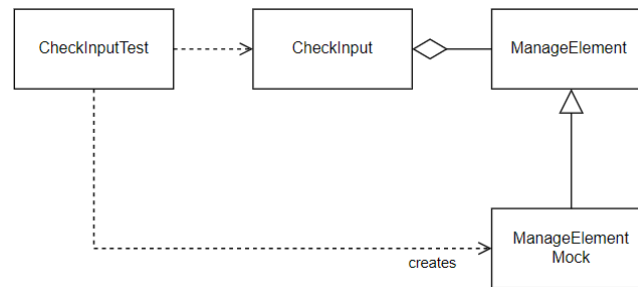 CheckInputTest
CheckInput
ManageElement
ManageElement
Mock
creates